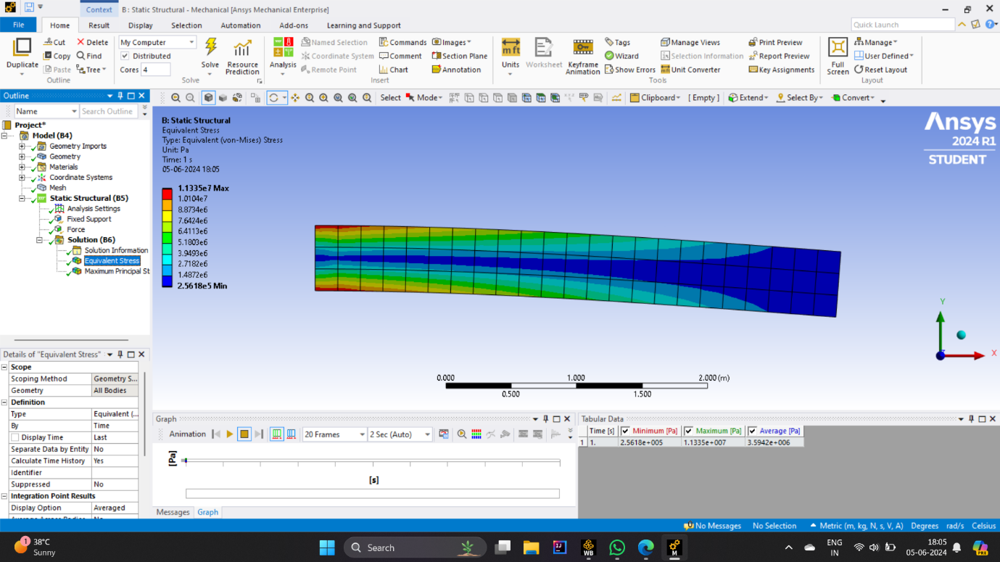 Context B : Static Structural - Mechanical [Ansys Mechanical Enterprise]
File Home Result Display Selection Automation Add-ons Learning and Support Quick Launch
Duplicate
Cut Delete
Copy Find
Paste Tree
Outline
My Computer
Distributed
Cores 4
Solve
Resource Prediction
Solve
Analysis
Named Selection Commands Images
Coordinate System Comment Section Plane
Remote Point Chart Annotation
Insert
Units Worksheet Keyframe Animation
Tags Manage Views Print Preview
Wizard Selection Information Report Preview
Show Errors Unit Converter Key Assignments
Tools
Full Screen
Manage
User Defined
Reset Layout
Layout
Outline
Select Mode Clipboard [ Empty ] Extend Select By Convert
Name Search Outline
Project*
Model (B4)
Geometry Imports
Geometry
Materials
Coordinate Systems
Mesh
Static Structural (B5)
Analysis Settings
Fixed Support
Force
Solution (B6)
Solution Information
Equivalent Stress
Maximum Principal St
B: Static Structural
Equivalent Stress
Type: Equivalent (von-Mises) Stress
Unit: Pa
Time: 1 s
05-06-2024 18:05
1.1335e7 Max
1.0104e7
8.8734e6
7.6424e6
6.4113e6
5.1803e6
3.9493e6
2.7182e6
1.4872e6
2.5618e5 Min
Ansys
2024 R1
STUDENT
Y
X
0.000 1.000 2.000 (m)
0.500 1.500
Details of "Equivalent Stress"
Scope
Scoping Method Geometry S...
Geometry All Bodies
Definition
Type Equivalent (...
By Time
Display Time Last
Separate Data by Entity No
Calculate Time History Yes
Identifier
Suppressed No
Integration Point Results
Display Option Averaged
Graph
Animation 20 Frames 2 Sec (Auto)
[Pa]
[s]
Messages Graph
Tabular Data
Time [s] Minimum [Pa] Maximum [Pa] Average [Pa]
1 1. 2.5618e+005 1.1335e+007 3.5942e+006
No Messages No Selection Metric (m, kg, N, s, V, A) Degrees rad/s Celsius
1
38°C
Sunny
Search
WB
M
ENG
IN
18:05
05-06-2024
PRE